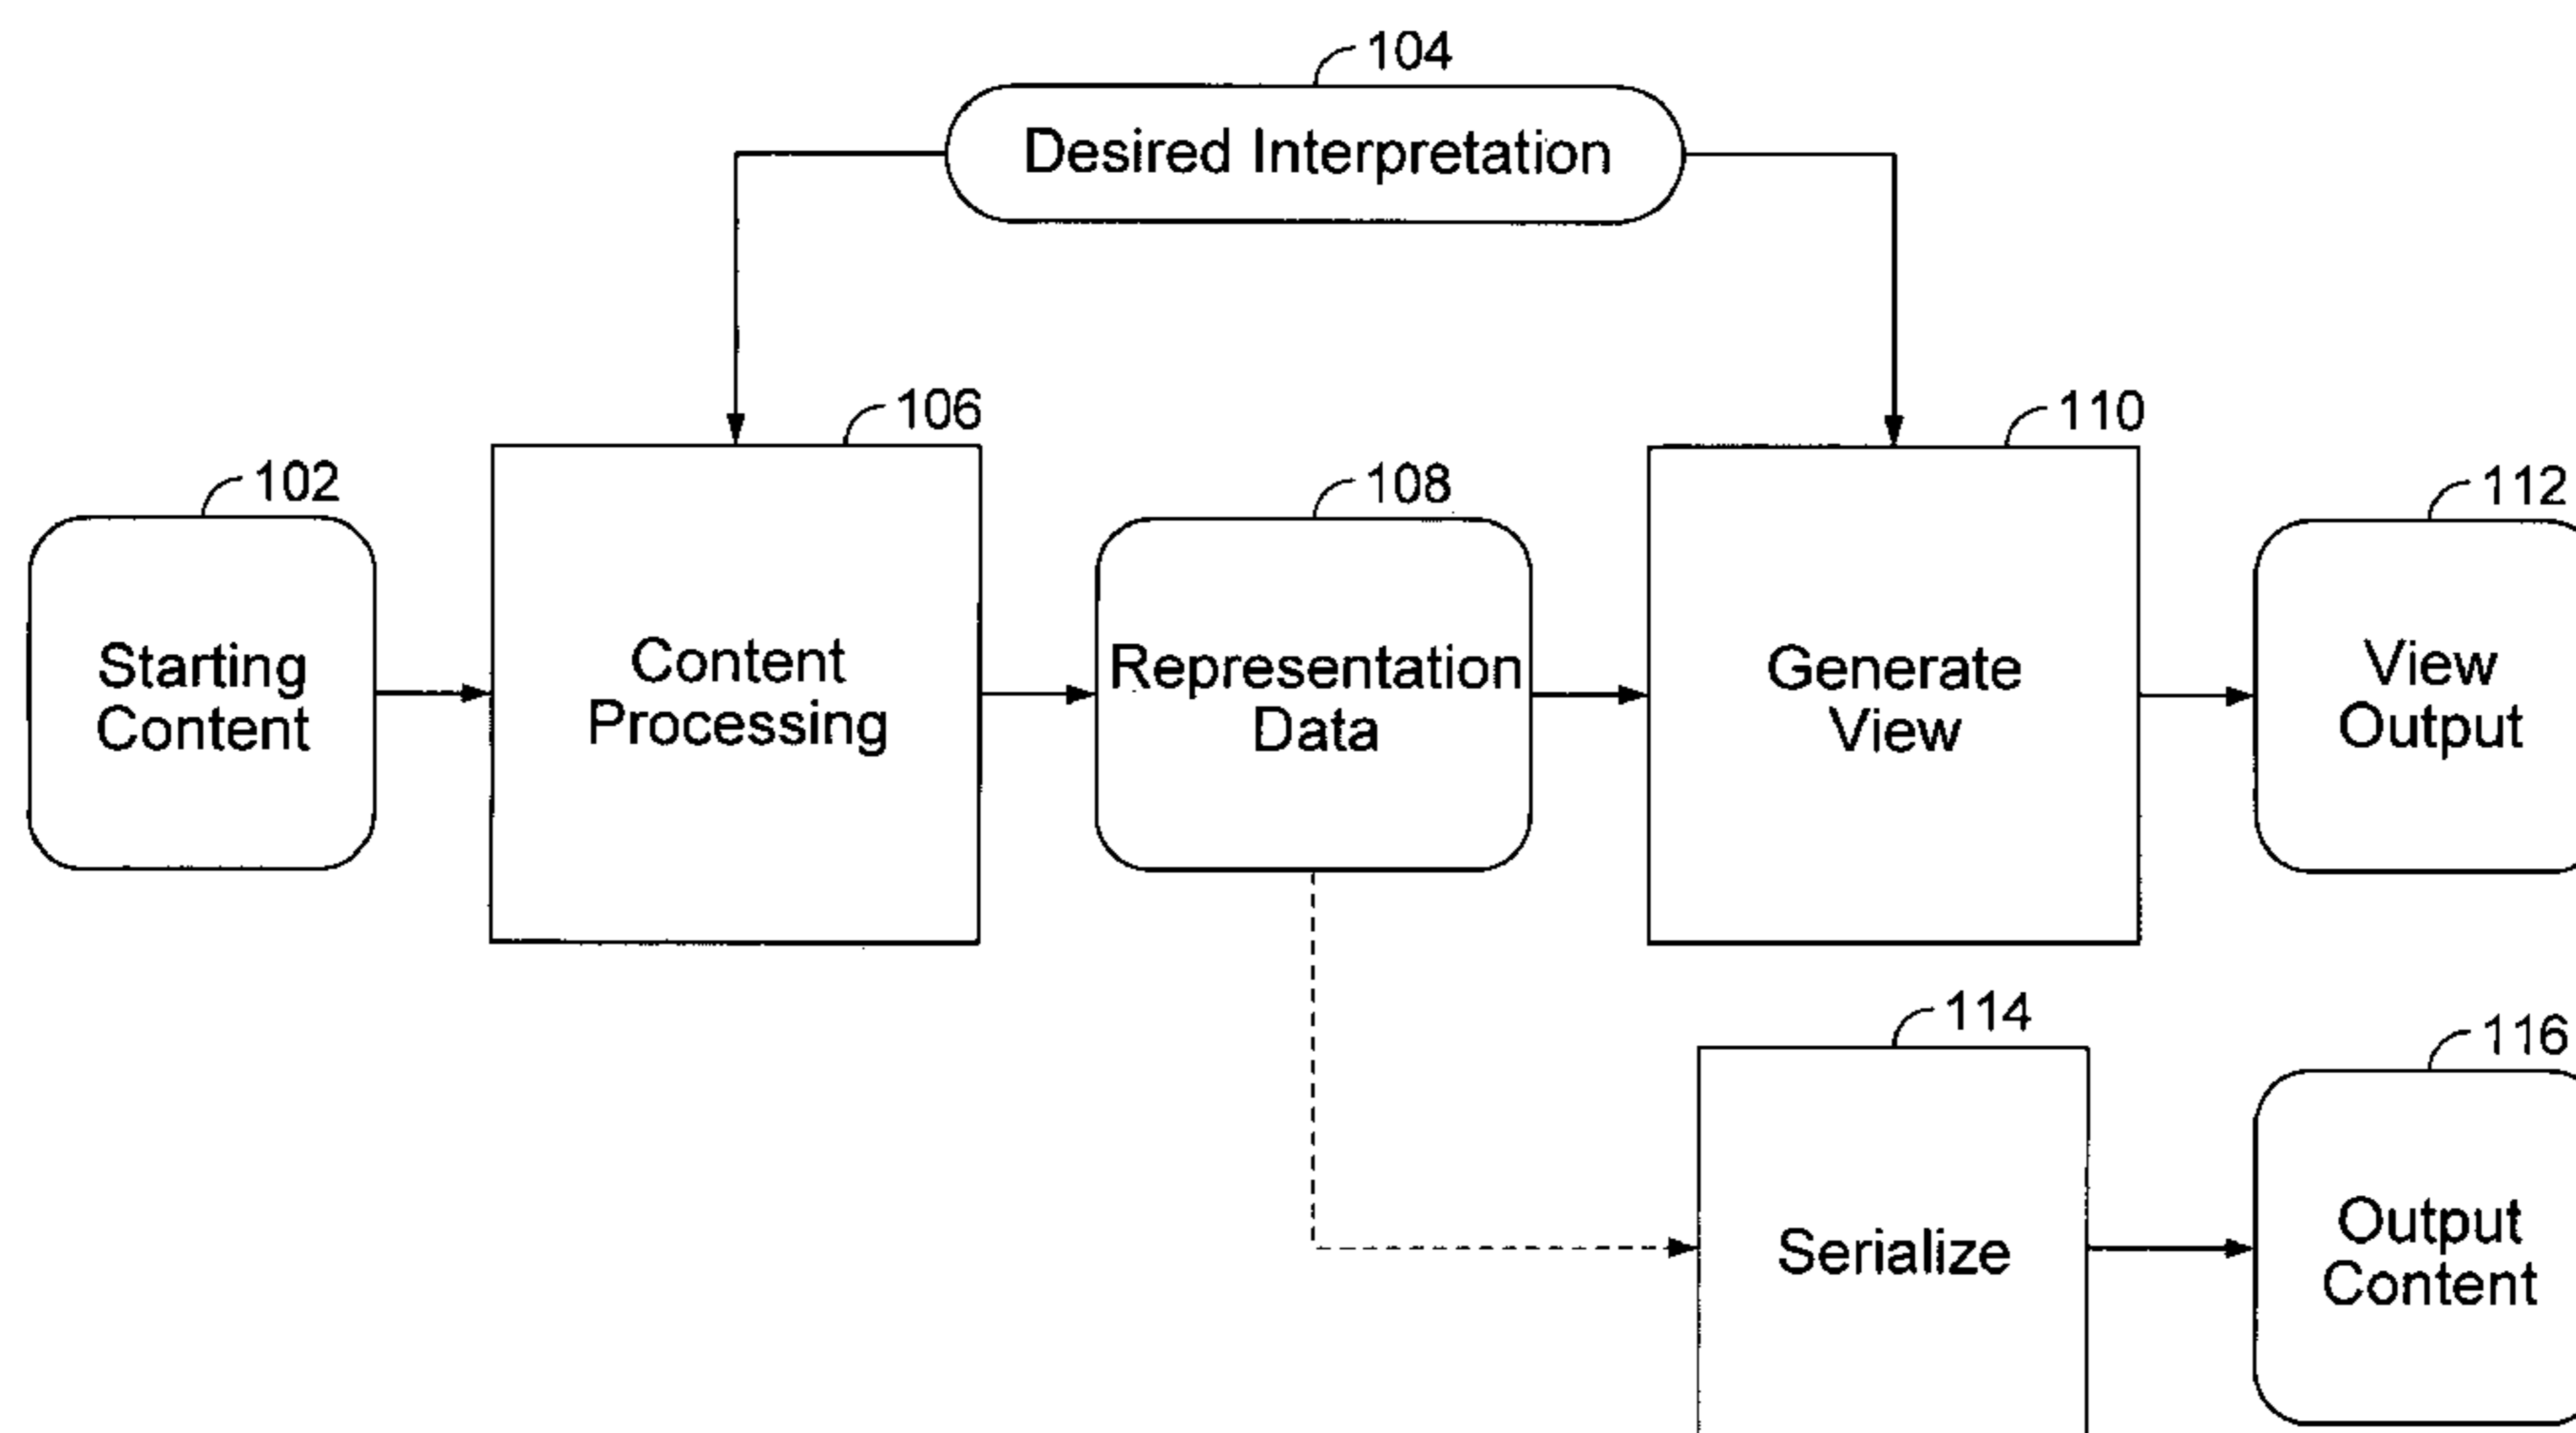 104
Desired Interpretation
106
110
102
108
112
Starting
Content
Content
Processing
Representation
Data
Generate
View
View
Output
114
116
Serialize
Output
Content